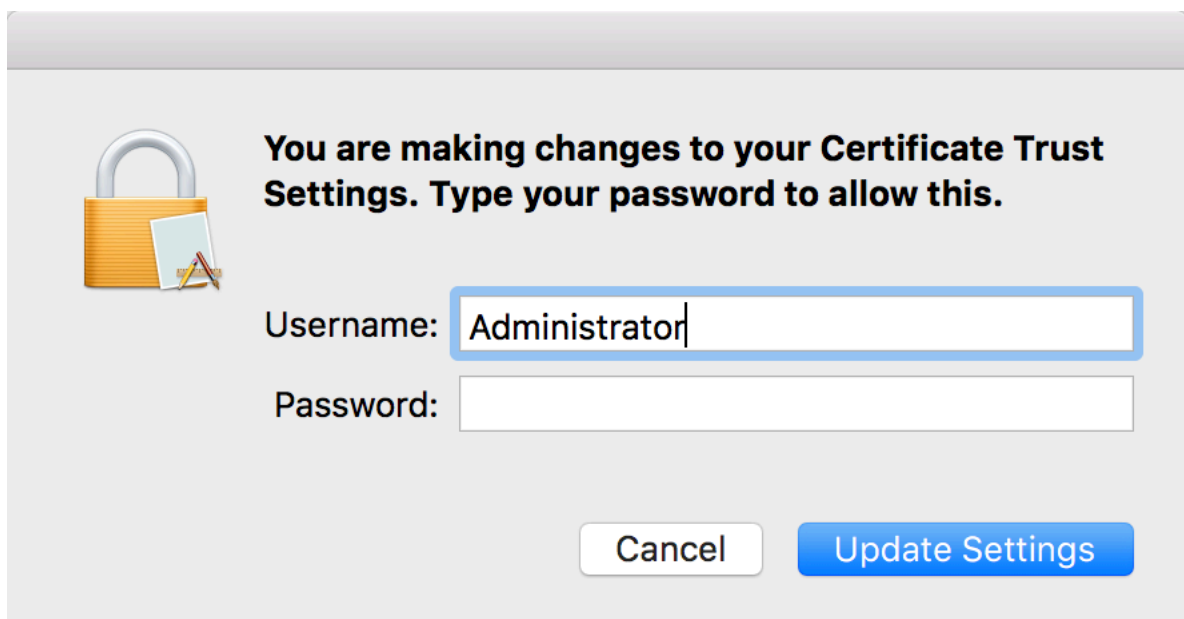 You are making changes to your Certificate Trust
Settings. Type your password to allow this.
Username: Administrator
Password:
Cancel Update Settings